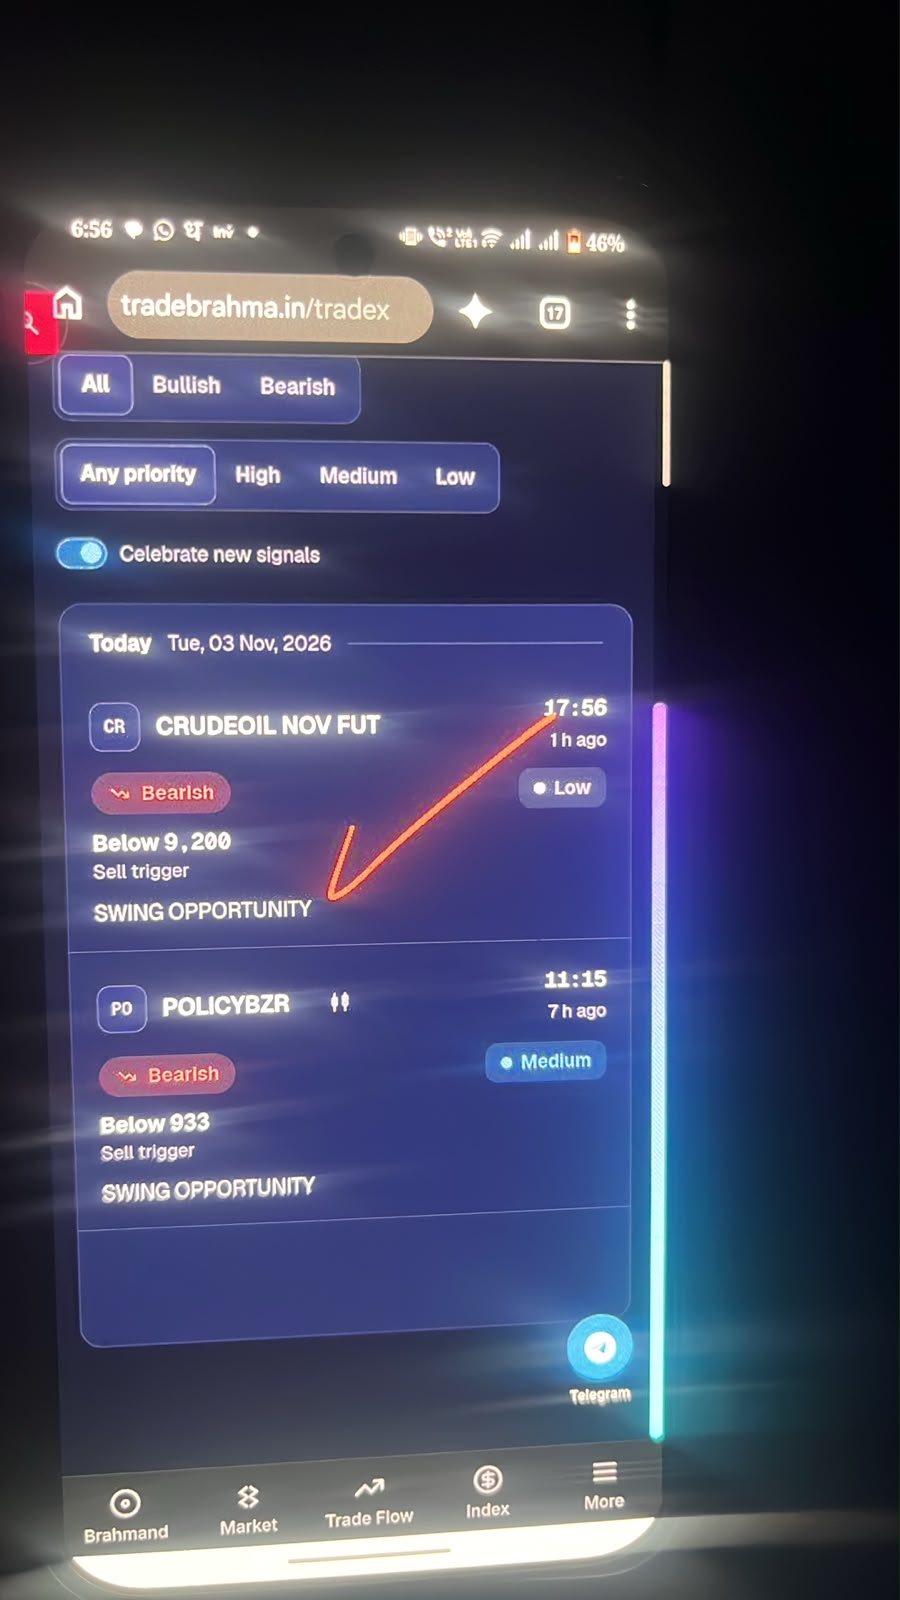 6:56 46%
tradebrahma.in/tradex 17
All Bullish Bearish
Any priority High Medium Low
Celebrate new signals
Today Tue, 03 Nov, 2026
CR CRUDEOIL NOV FUT 17:56
1 h ago
Bearish Low
Below 9,200
Sell trigger
SWING OPPORTUNITY
PO POLICYBZR 11:15
7 h ago
Bearish Medium
Below 933
Sell trigger
SWING OPPORTUNITY
Telegram
Brahmand Market Trade Flow Index More